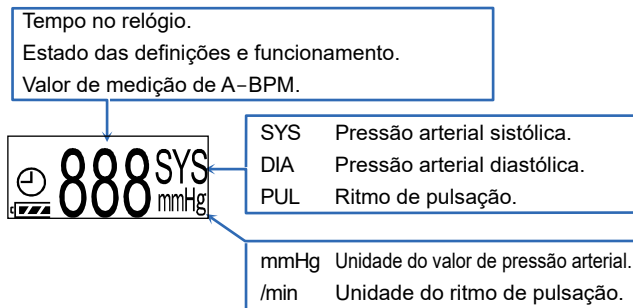 Tempo no relógio.
Estado das definições e funcionamento.
Valor de medição de A−BPM.
888 SYS
mmHg
SYS Pressão arterial sistólica.
DIA Pressão arterial diastólica.
PUL Ritmo de pulsação.
mmHg Unidade do valor de pressão arterial.
/min Unidade do ritmo de pulsação.